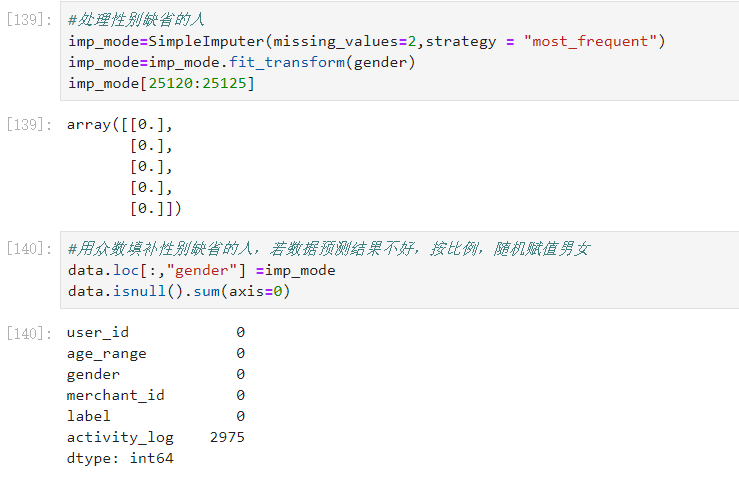 [139]: #处理性别缺省的人
imp_mode=SimpleImputer(missing_values=2,strategy = "most_frequent")
imp_mode=imp_mode.fit_transform(gender)
imp_mode[25120:25125]
[139]: array([[0.],
[0.],
[0.],
[0.],
[0.]])
[140]: #用众数填补性别缺省的人，若数据预测结果不好，按比例，随机赋值男女
data.loc[:,"gender"] =imp_mode
data.isnull().sum(axis=0)
[140]: user_id 0
age_range 0
gender 0
merchant_id 0
label 0
activity_log 2975
dtype: int64